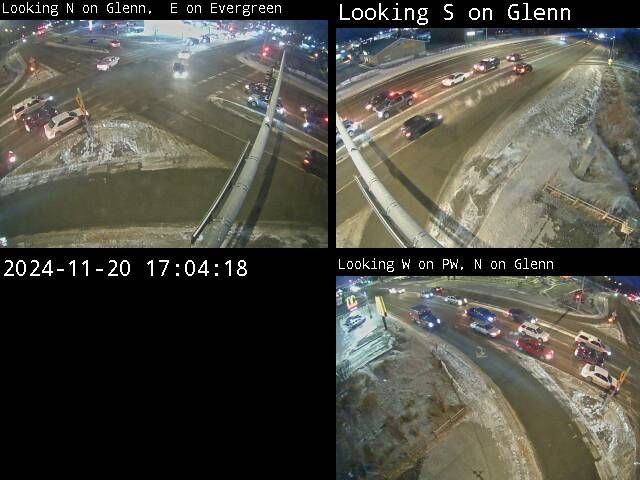 Looking N on Glenn,  E on Evergreen
Looking S on Glenn
2024-11-20 17:04:18
Looking W on PW, N on Glenn